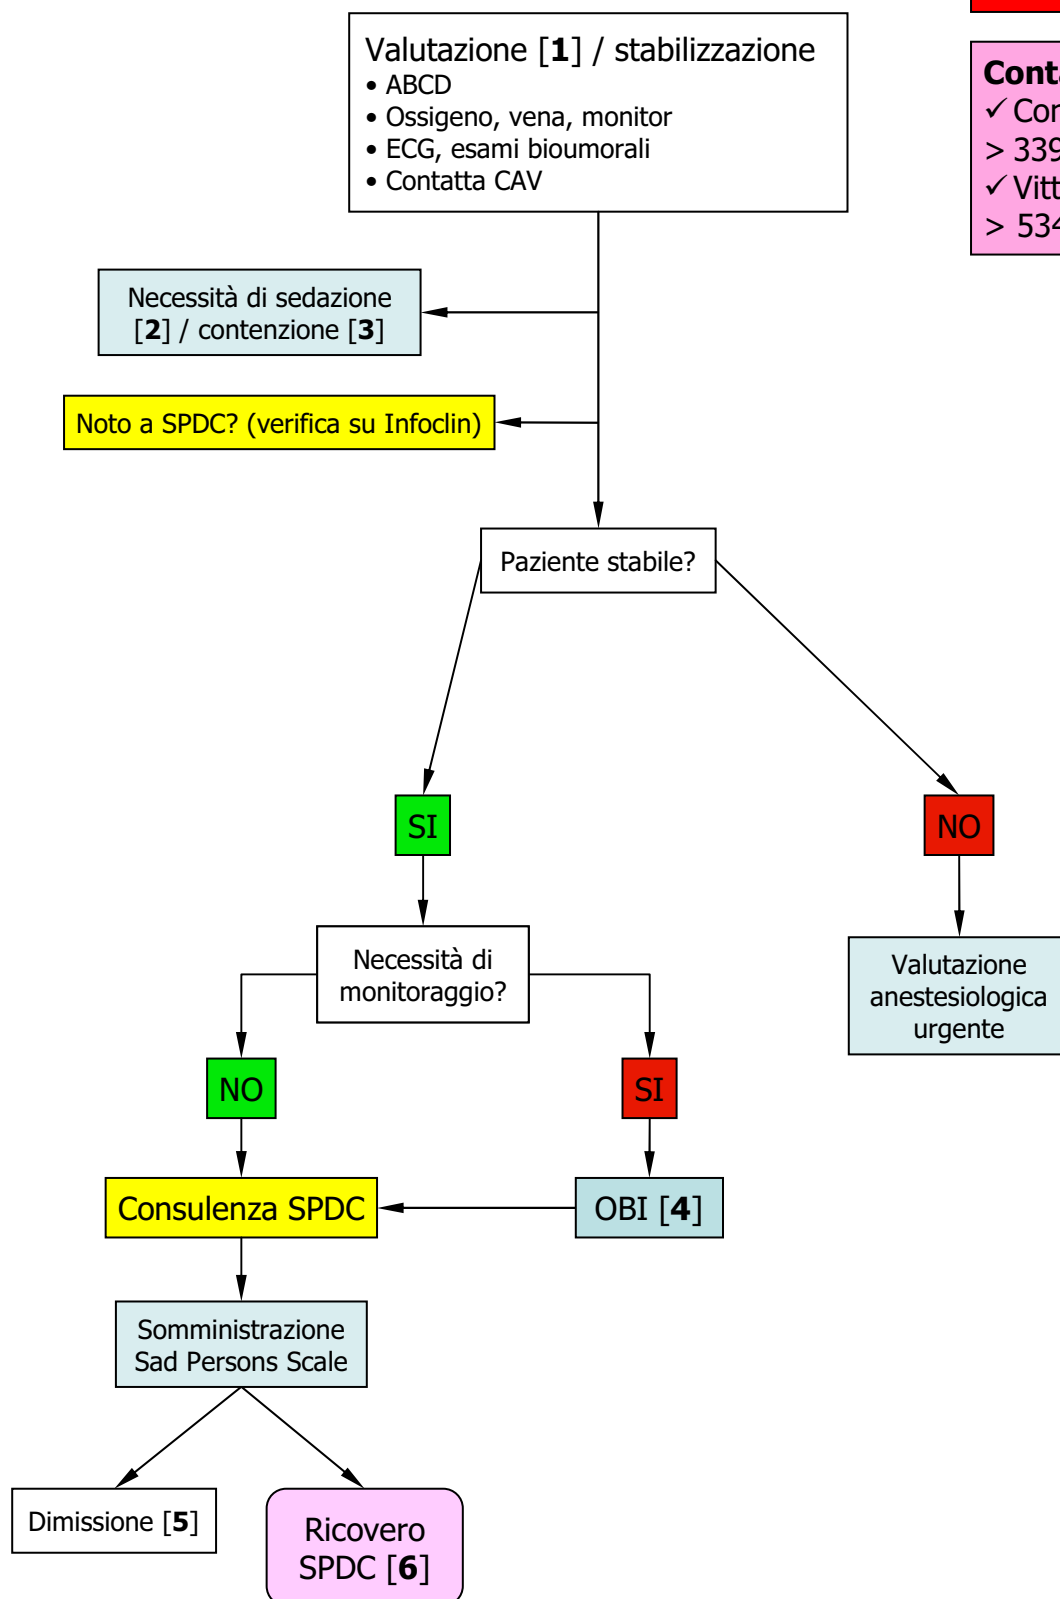 Valutazione [1] / stabilizzazione
• ABCD
• Ossigeno, vena, monitor
• ECG, esami bioumorali
• Contatta CAV
✓
> 339
✓
> 534
Necessità di sedazione
[2] / contenzione [3]
Noto a SPDC? (verifica su Infoclin)
Paziente stabile?
SI
NO
Necessità di
monitoraggio?
Valutazione
anestesiologica
urgente
NO
SI
Consulenza SPDC
OBI [4]
Somministrazione
Sad Persons Scale
Dimissione [5]
Ricovero
SPDC [6]